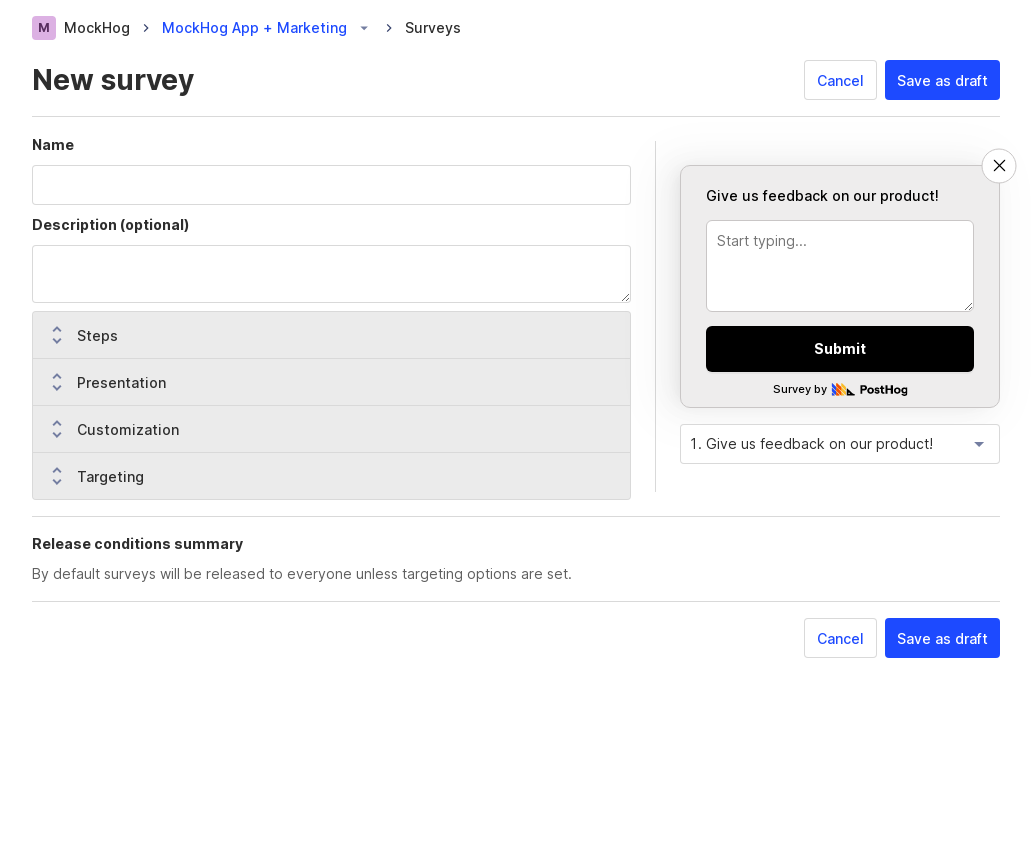 M MockHog MockHog App + Marketing Surveys
New survey
Cancel Save as draft
Name
Description (optional)
Steps
Presentation
Customization
Targeting
Give us feedback on our product!
Start typing...
Submit
Survey by PostHog
1. Give us feedback on our product!
Release conditions summary
By default surveys will be released to everyone unless targeting options are set.
Cancel Save as draft